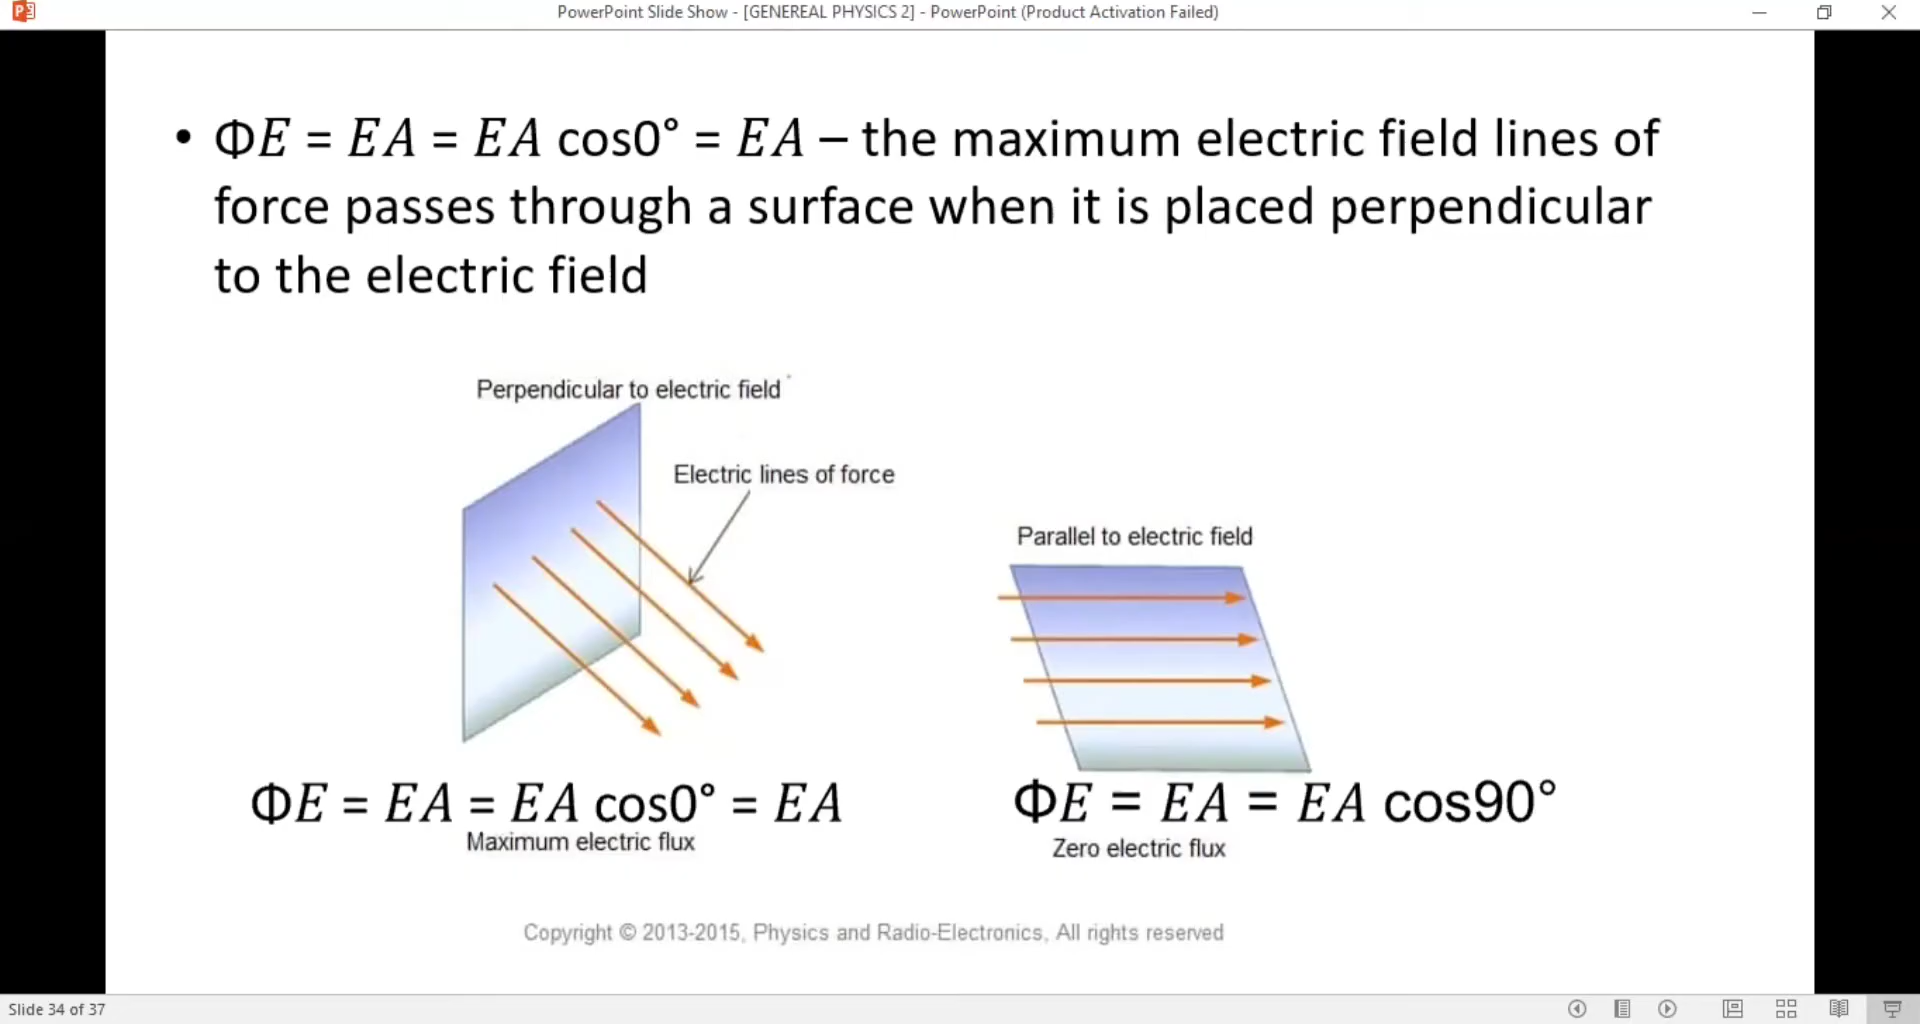 PowerPoint Slide Show - [GENEREAL PHYSICS 2] - PowerPoint (Product Activation Failed)
• ΦE = EA = EA cos0° = EA – the maximum electric field lines of
force passes through a surface when it is placed perpendicular
to the electric field
Perpendicular to electric field
Electric lines of force
Parallel to electric field
ΦE = EA = EA cos0° = EA
Maximum electric flux
ΦE = EA = EA cos90°
Zero electric flux
Copyright © 2013-2015, Physics and Radio-Electronics, All rights reserved
Slide 34 of 37